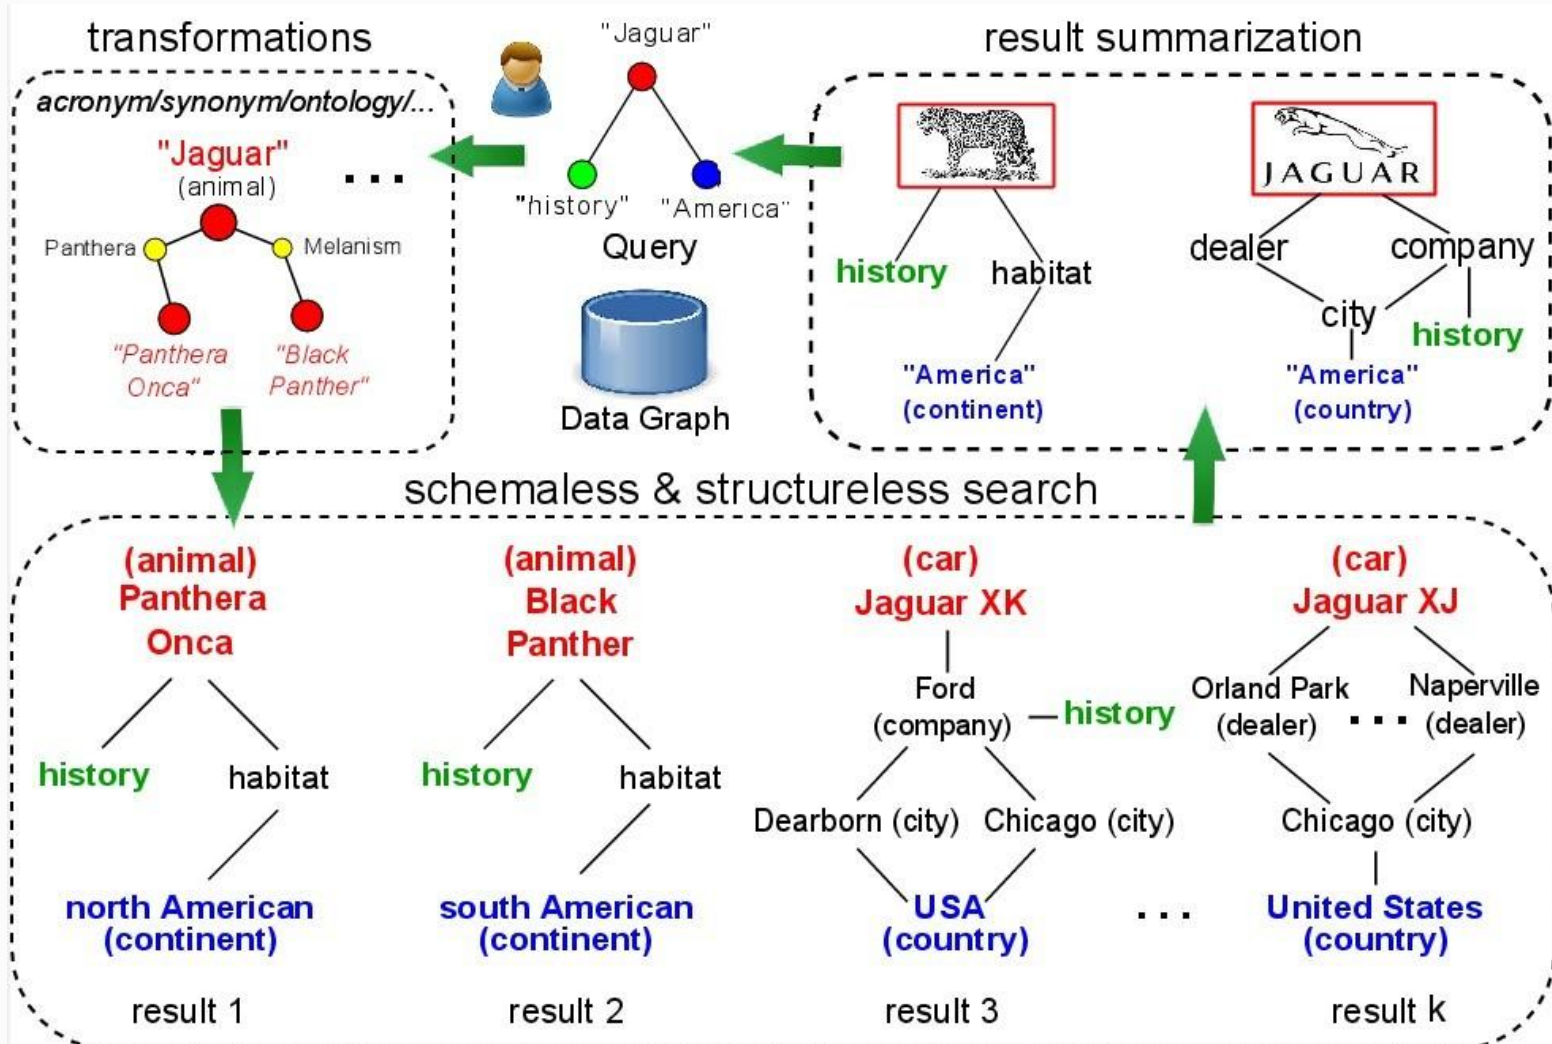 transformations
acronym/synonym/ontology/...
"Jaguar"
(animal)
...
Panthera
Melanism
"Panthera
Onca"
"Black
Panther"
"Jaguar"
"history"
"America"
Query
Data Graph
result summarization
history
habitat
"America"
(continent)
JAGUAR
dealer
company
city
history
"America"
(country)
schemaless & structureless search
(animal)
Panthera
Onca
history
habitat
north American
(continent)
result 1
(animal)
Black
Panther
history
habitat
south American
(continent)
result 2
(car)
Jaguar XK
Ford
(company)
history
Dearborn (city)
Chicago (city)
USA
(country)
result 3
...
(car)
Jaguar XJ
Orland Park
(dealer)
...
Naperville
(dealer)
Chicago (city)
United States
(country)
result k